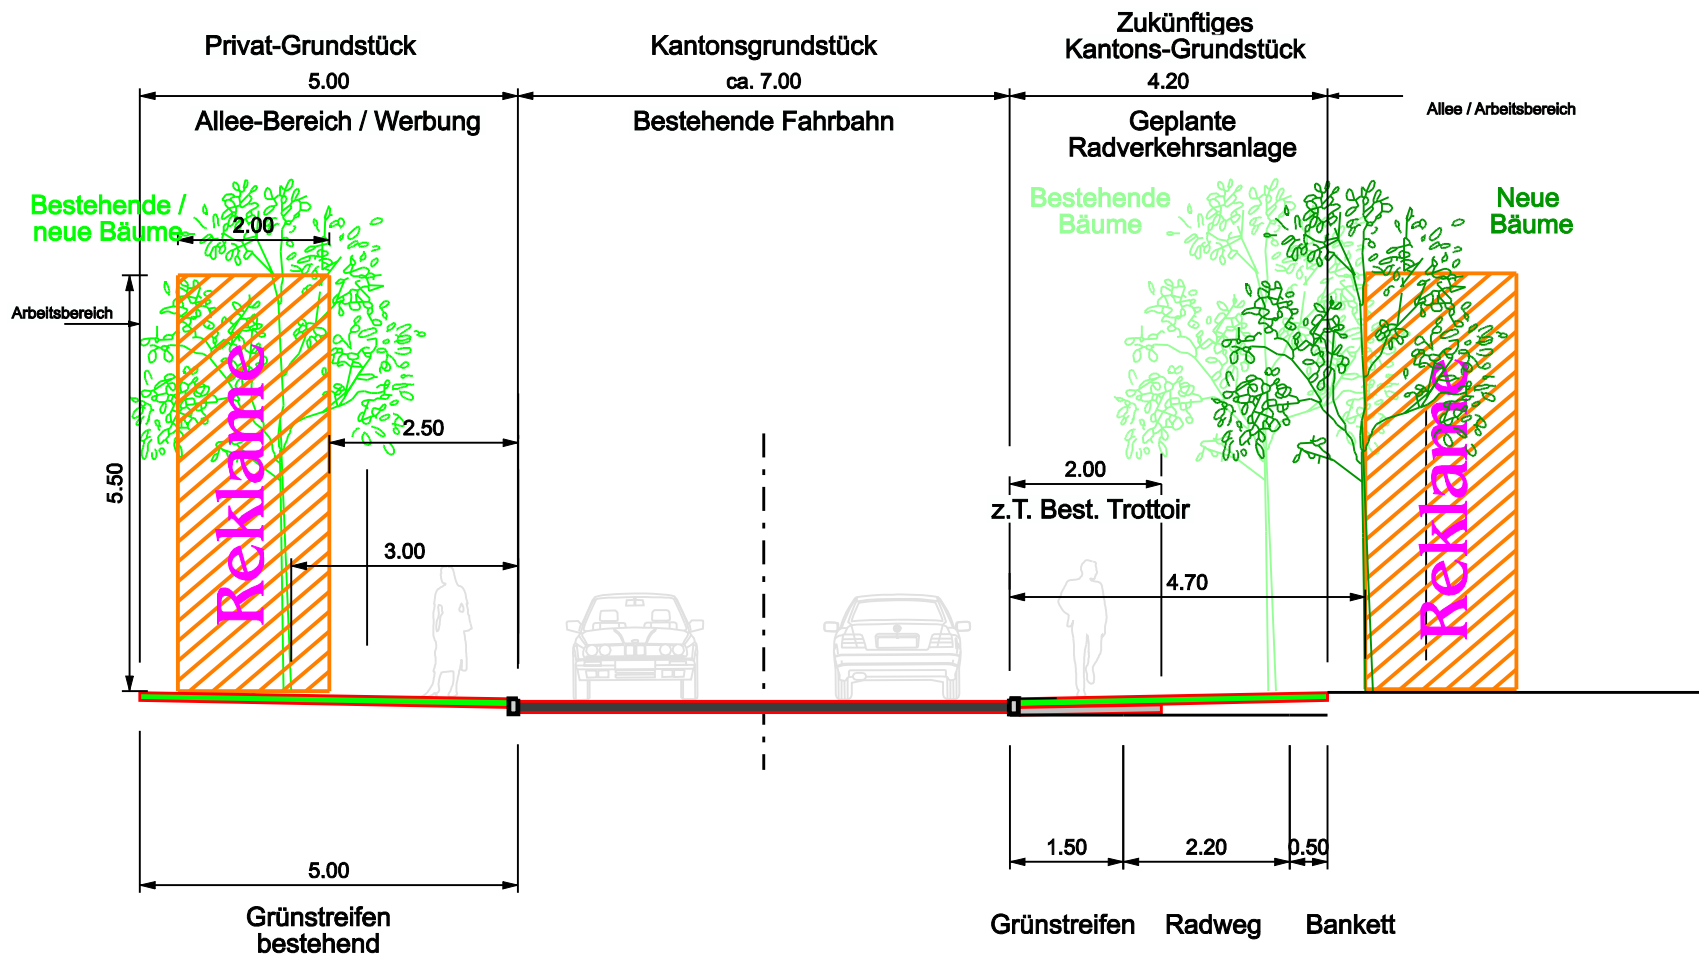 Privat-Grundstück
5.00
Allee-Bereich / Werbung
Kantonsgrundstück
ca. 7.00
Bestehende Fahrbahn
Zukünftiges
Kantons-Grundstück
4.20
Geplante
Radverkehrsanlage
Allee / Arbeitsbereich
Bestehende /
neue Bäume
2.00
Bestehende
Bäume
Neue
Bäume
Arbeitsbereich
5.50
Reklame
2.50
3.00
2.00
z.T. Best. Trottoir
4.70
Reklame
5.00
Grünstreifen
bestehend
1.50
2.20
0.50
Grünstreifen
Radweg
Bankett